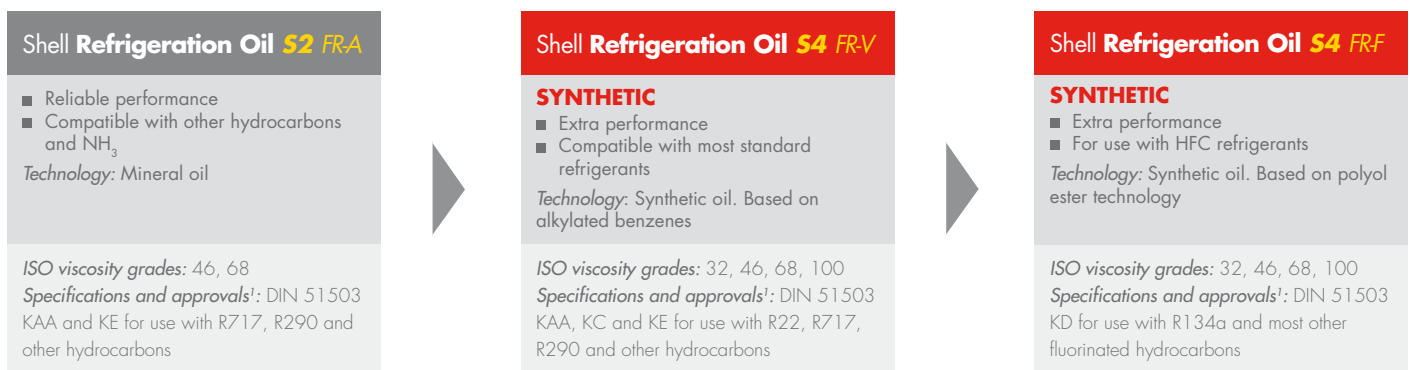 Shell Refrigeration Oil S2 FR-A
■ Reliable performance
■ Compatible with other hydrocarbons
and NH₃
Technology: Mineral oil
ISO viscosity grades: 46, 68
Specifications and approvals¹: DIN 51503
KAA and KE for use with R717, R290 and
other hydrocarbons
Shell Refrigeration Oil S4 FR-V
SYNTHETIC
■ Extra performance
■ Compatible with most standard
refrigerants
Technology: Synthetic oil. Based on
alkylated benzenes
ISO viscosity grades: 32, 46, 68, 100
Specifications and approvals¹: DIN 51503
KAA, KC and KE for use with R22, R717,
R290 and other hydrocarbons
Shell Refrigeration Oil S4 FR-F
SYNTHETIC
■ Extra performance
■ For use with HFC refrigerants
Technology: Synthetic oil. Based on polyol
ester technology
ISO viscosity grades: 32, 46, 68, 100
Specifications and approvals¹: DIN 51503
KD for use with R134a and most other
fluorinated hydrocarbons